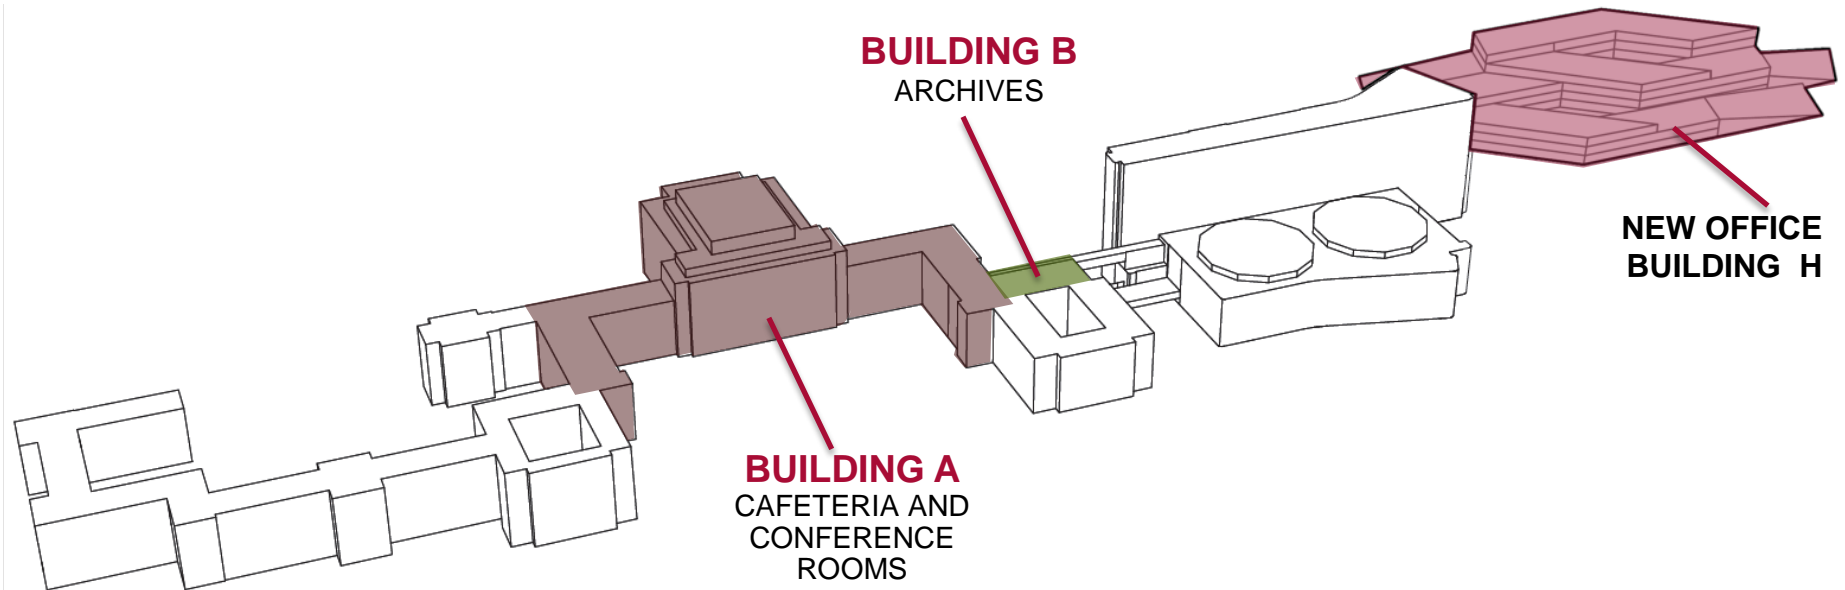 BUILDING B
ARCHIVES
NEW OFFICE
BUILDING H
BUILDING A
CAFETERIA AND
CONFERENCE
ROOMS